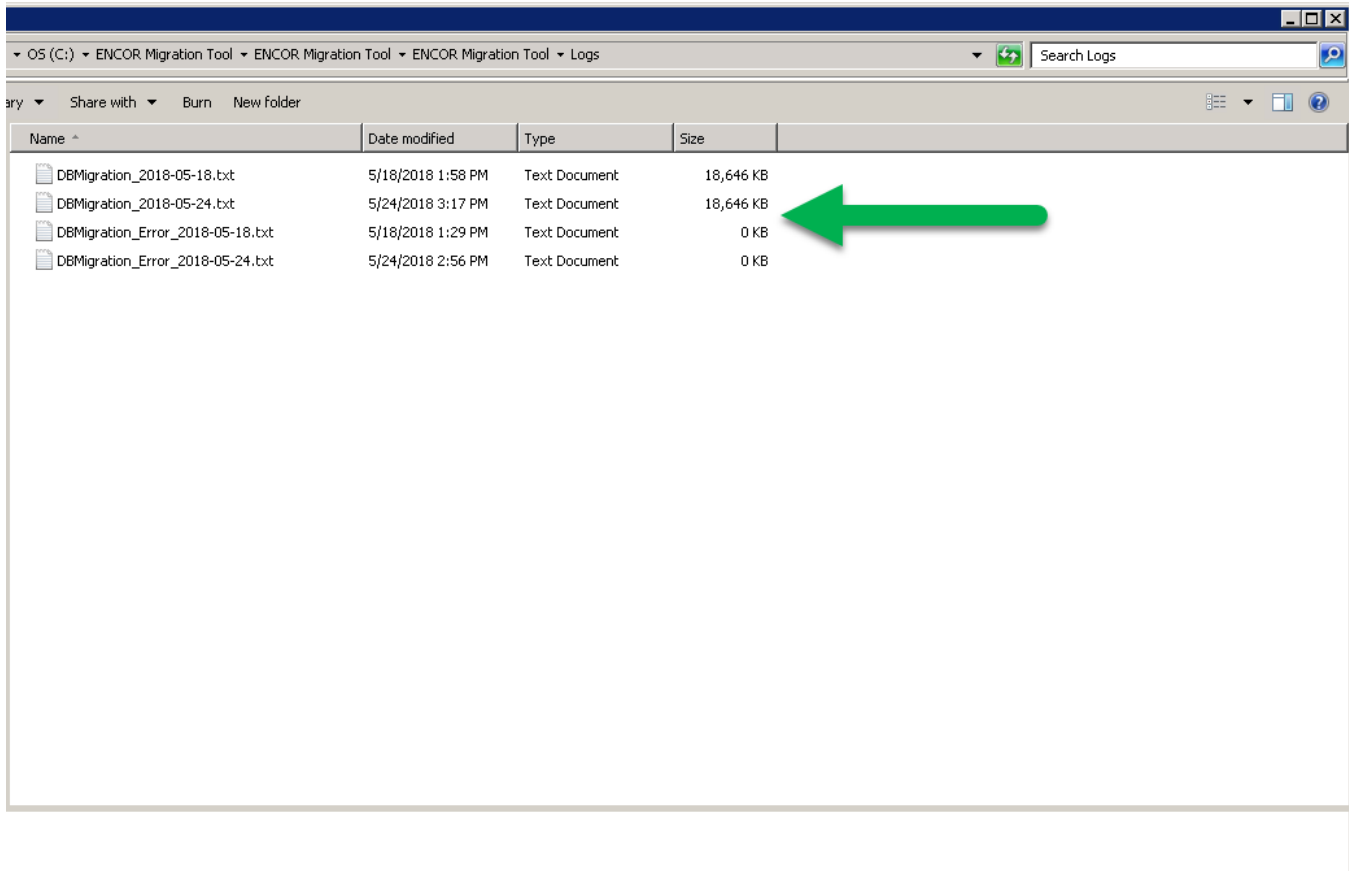 OS (C:) ENCOR Migration Tool ENCOR Migration Tool ENCOR Migration Tool Logs Search Logs
ary Share with Burn New folder
Name Date modified Type Size
DBMigration_2018-05-18.txt 5/18/2018 1:58 PM Text Document 18,646 KB
DBMigration_2018-05-24.txt 5/24/2018 3:17 PM Text Document 18,646 KB
DBMigration_Error_2018-05-18.txt 5/18/2018 1:29 PM Text Document 0 KB
DBMigration_Error_2018-05-24.txt 5/24/2018 2:56 PM Text Document 0 KB